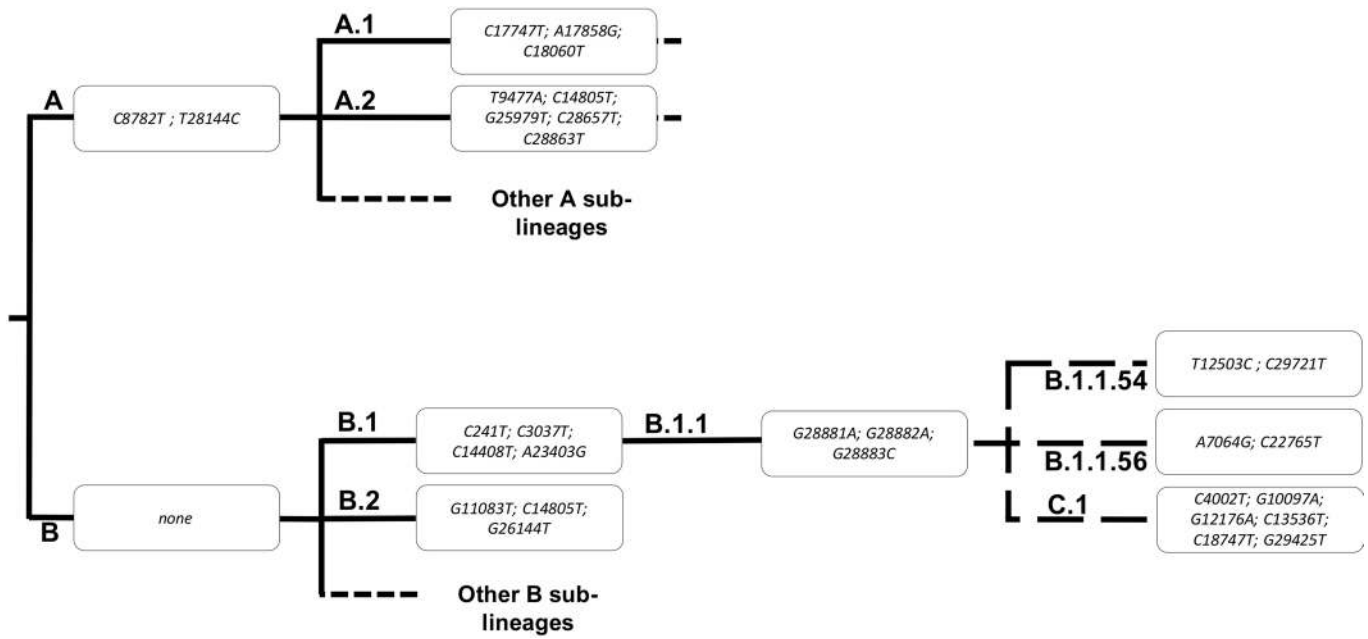 A.1
C17747T; A17858G;
C18060T
A
C8782T ; T28144C
A.2
T9477A; C14805T;
G25979T; C28657T;
C28863T
Other A sub-
lineages
B
none
B.1
C241T; C3037T;
C14408T; A23403G
B.2
G11083T; C14805T;
G26144T
Other B sub-
lineages
B.1.1
G28881A; G28882A;
G28883C
B.1.1.54
T12503C ; C29721T
B.1.1.56
A7064G; C22765T
C.1
C4002T; G10097A;
G12176A; C13536T;
C18747T; G29425T